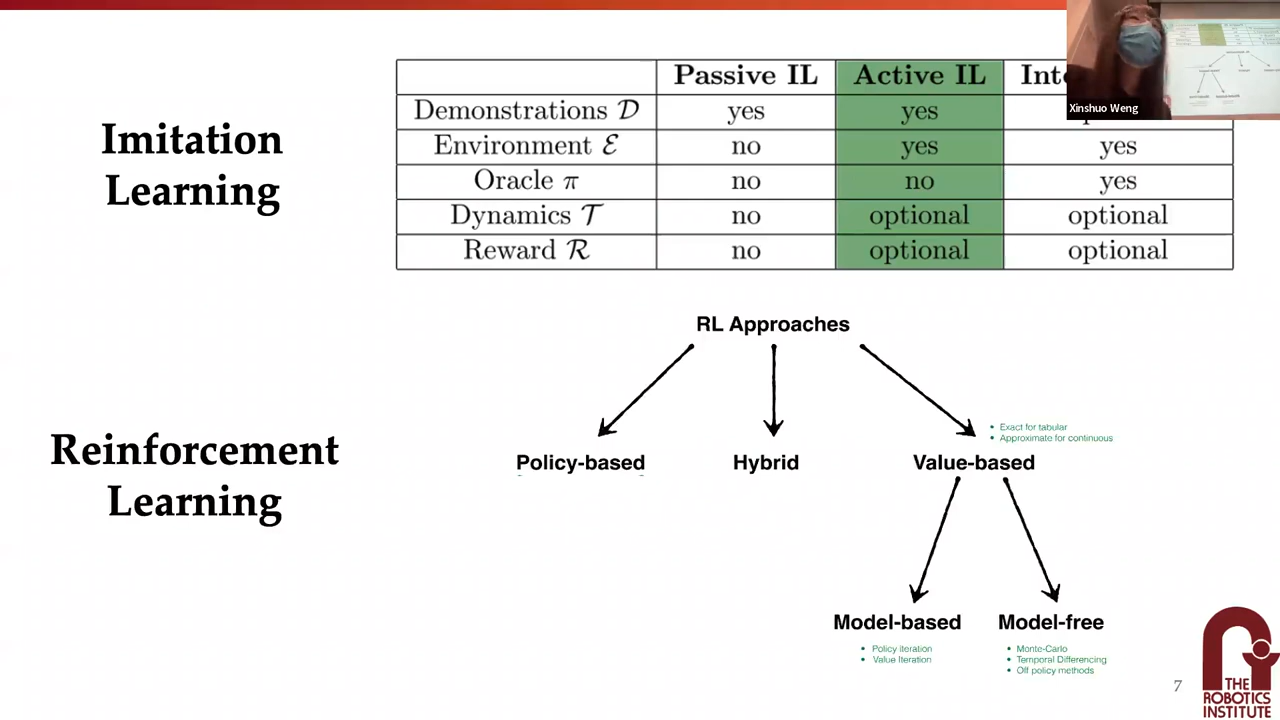 Imitation
Learning
Passive IL Active IL
Demonstrations 𝒟 yes yes
Environment ℰ no yes yes
Oracle π no no yes
Dynamics 𝒯 no optional optional
Reward ℛ no optional optional
Xinshuo Weng
Reinforcement
Learning
RL Approaches
Policy-based
Hybrid
• Exact for tabular
• Approximate for continuous
Value-based
Model-based
• Policy iteration
• Value Iteration
Model-free
• Monte-Carlo
• Temporal Differencing
• Off policy methods
7
THE
ROBOTICS
INSTITUTE